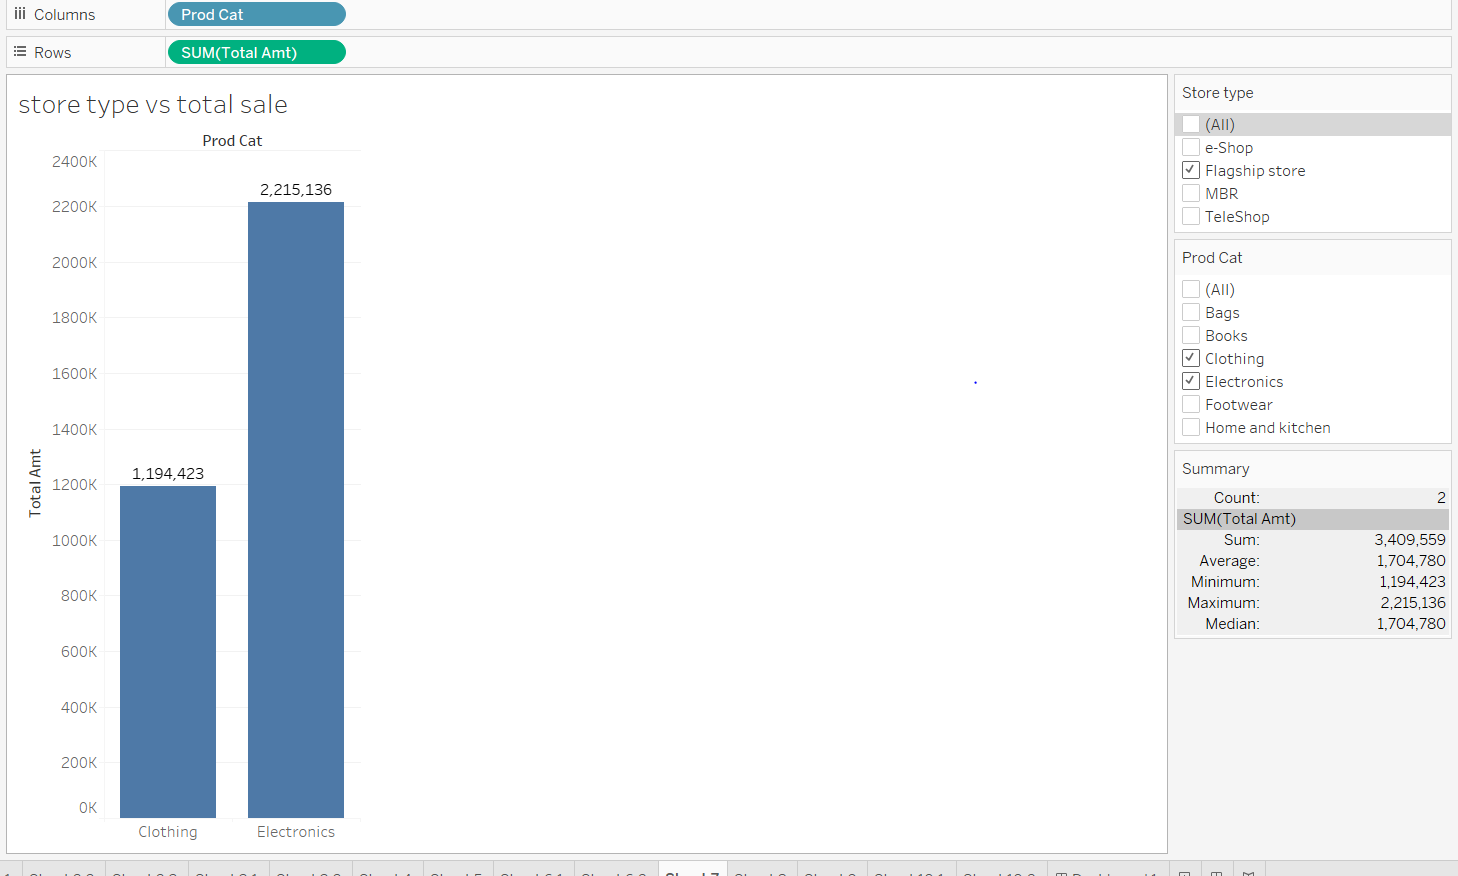 Columns
Prod Cat
Rows
SUM(Total Amt)
store type vs total sale
Prod Cat
2400K
2200K
2000K
1800K
1600K
1400K
1200K
1000K
800K
600K
400K
200K
0K
Total Amt
2,215,136
1,194,423
Clothing
Electronics
Store type
(All)
e-Shop
Flagship store
MBR
TeleShop
Prod Cat
(All)
Bags
Books
Clothing
Electronics
Footwear
Home and kitchen
Summary
Count: 2
SUM(Total Amt)
Sum: 3,409,559
Average: 1,704,780
Minimum: 1,194,423
Maximum: 2,215,136
Median: 1,704,780